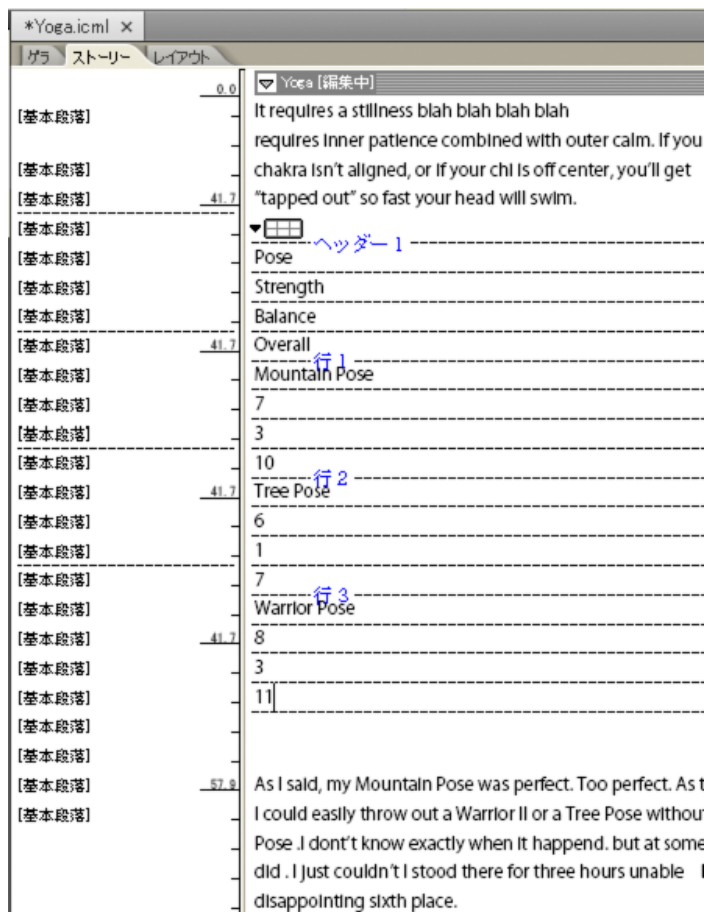 *Yoga.icml ×
ゲラ ストーリー レイアウト
Yoga [編集中]
0.0
[基本段落] It requires a stillness blah blah blah blah
requires inner patience combined with outer calm. If you
[基本段落] chakra isn't aligned, or if your chi is off center, you'll get
[基本段落] 41.7 “tapped out” so fast your head will swim.
[基本段落]
ヘッダー 1
[基本段落] Pose
[基本段落] Strength
[基本段落] Balance
[基本段落] 41.7 Overall
行 1
[基本段落] Mountain Pose
[基本段落] 7
[基本段落] 3
[基本段落] 10
行 2
[基本段落] 41.7 Tree Pose
[基本段落] 6
[基本段落] 1
[基本段落] 7
行 3
[基本段落] Warrior Pose
[基本段落] 41.7 8
[基本段落] 3
[基本段落] 11
[基本段落]
[基本段落]
[基本段落] 57.9 As I said, my Mountain Pose was perfect. Too perfect. As t
[基本段落] I could easily throw out a Warrior II or a Tree Pose withou
Pose .I dont't know exactly when it happend. but at some
did . I just couldn't I stood there for three hours unable
disappointing sixth place.